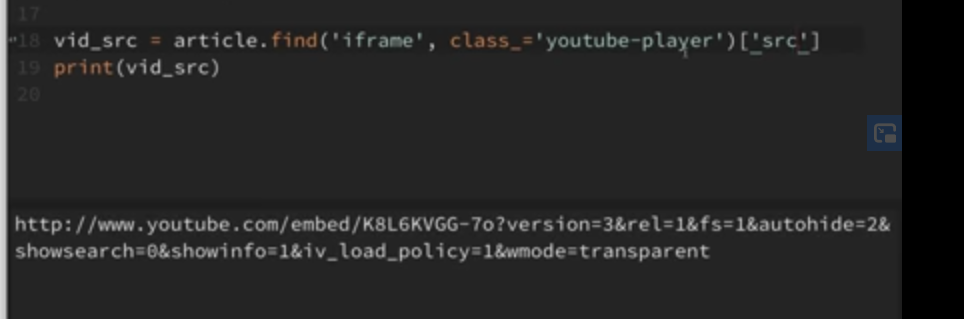 17
18 vid_src = article.find('iframe', class_='youtube-player')['src']
19 print(vid_src)
20
http://www.youtube.com/embed/K8L6KVGG-7o?version=3&rel=1&fs=1&autohide=2&
showsearch=0&showinfo=1&iv_load_policy=1&wmode=transparent